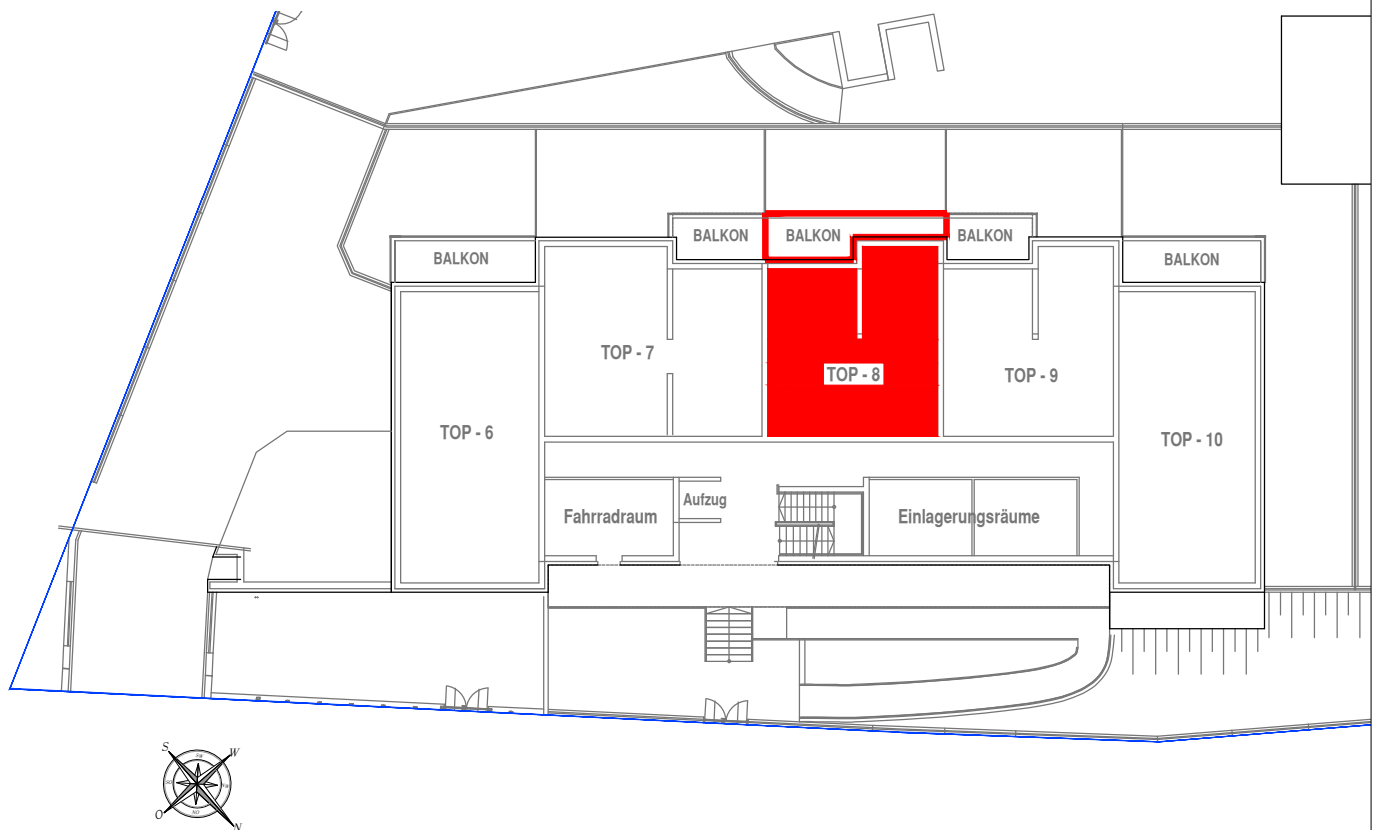 BALKON
BALKON
BALKON
BALKON
BALKON
TOP - 7
TOP - 8
TOP - 9
TOP - 6
TOP - 10
Fahrradraum
Aufzug
Einlagerungsräume
S
W
O
N